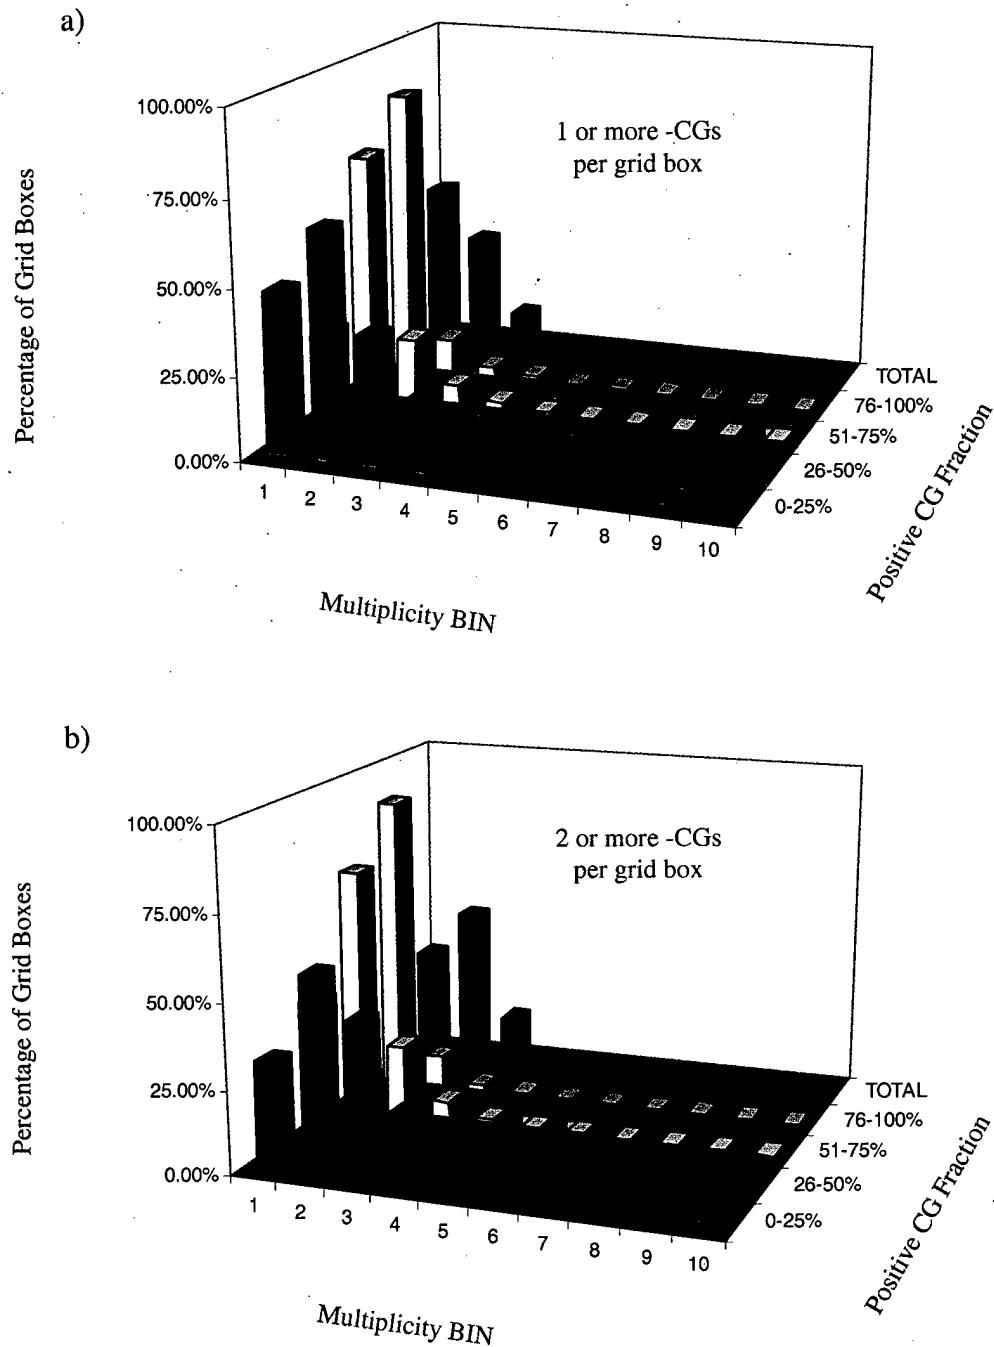 a)
1 or more -CGs
per grid box
Percentage of Grid Boxes
100.00%
75.00%
50.00%
25.00%
0.00%
1
2
3
4
5
6
7
8
9
10
Multiplicity BIN
TOTAL
76-100%
51-75%
26-50%
0-25%
Positive CG Fraction
b)
2 or more -CGs
per grid box
Percentage of Grid Boxes
100.00%
75.00%
50.00%
25.00%
0.00%
1
2
3
4
5
6
7
8
9
10
Multiplicity BIN
TOTAL
76-100%
51-75%
26-50%
0-25%
Positive CG Fraction